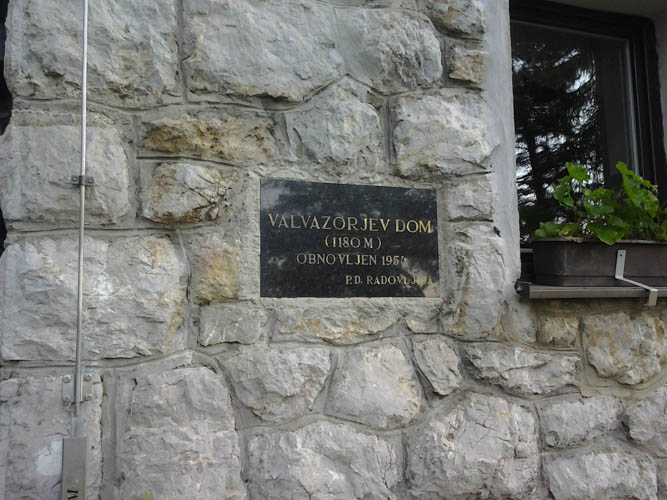 VALVAZORJEV DOM
(1180 M)
OBNOVLJEN
P.D. RADOVLJICA